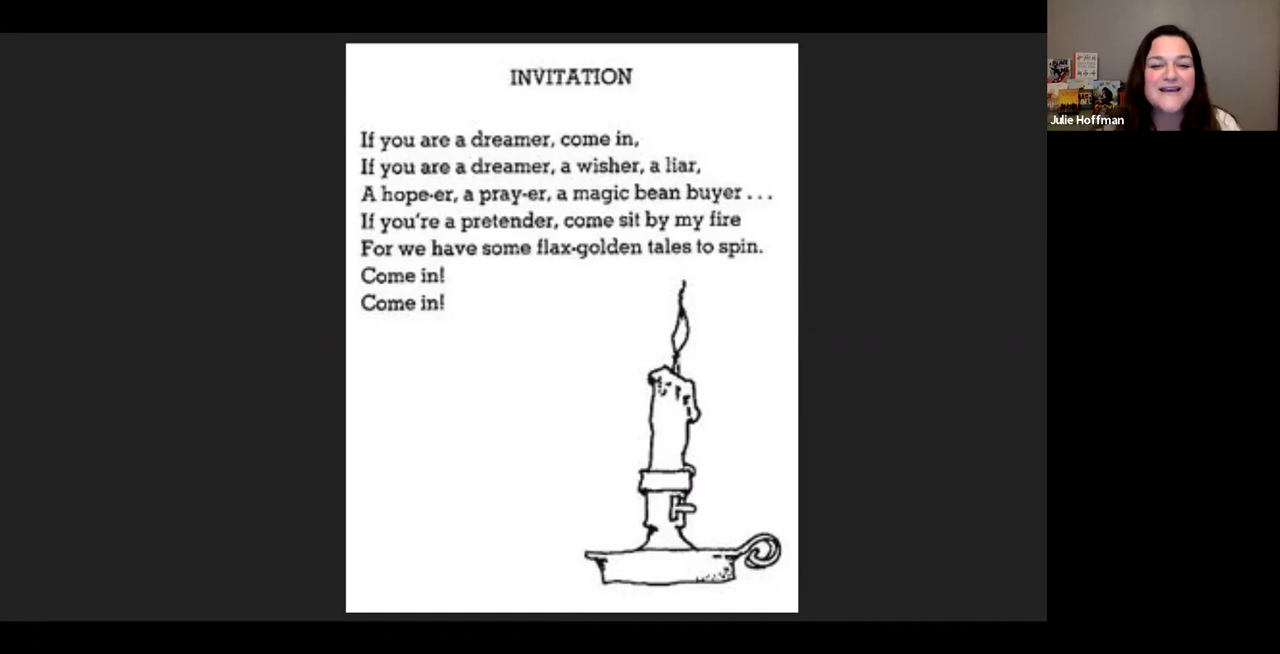 INVITATION
If you are a dreamer, come in,
If you are a dreamer, a wisher, a liar,
A hope-er, a pray-er, a magic bean buyer . . .
If you're a pretender, come sit by my fire
For we have some flax-golden tales to spin.
Come in!
Come in!
Julie Hoffman